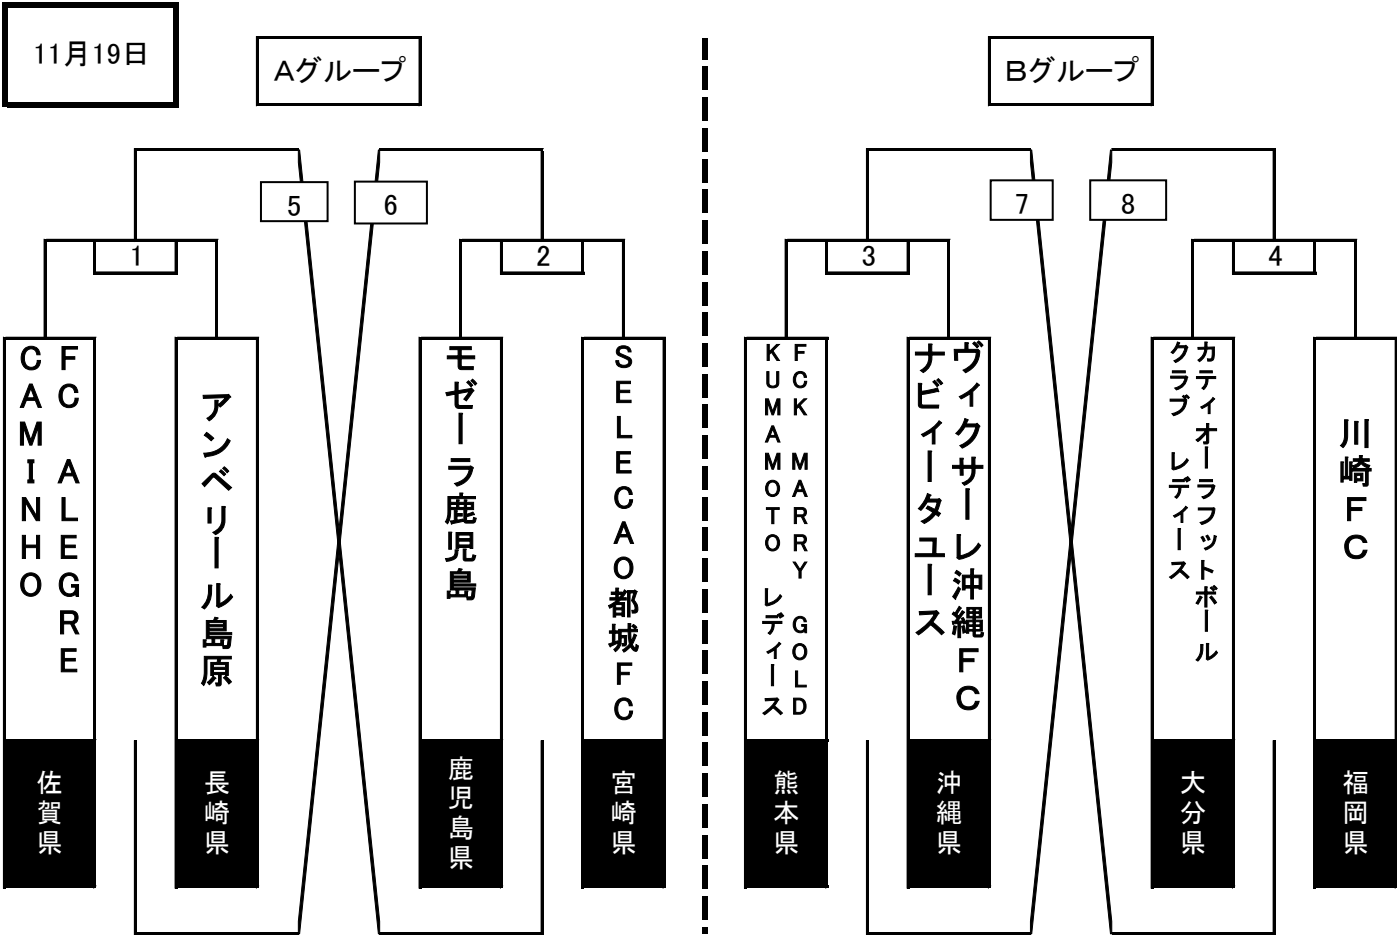 11月19日
Aグループ
Bグループ
5
6
7
8
1
2
3
4
FC ALEGRE
CAMINHO
アンベリール島原
モゼーラ鹿児島
SELECAO都城FC
FCK MARRY GOLD
KUMAMOTO レディース
ヴィクサーレ沖縄FC
ナビィータユース
カティオーラフットボール
クラブ レディース
川崎FC
佐賀県
長崎県
鹿児島県
宮崎県
熊本県
沖縄県
大分県
福岡県